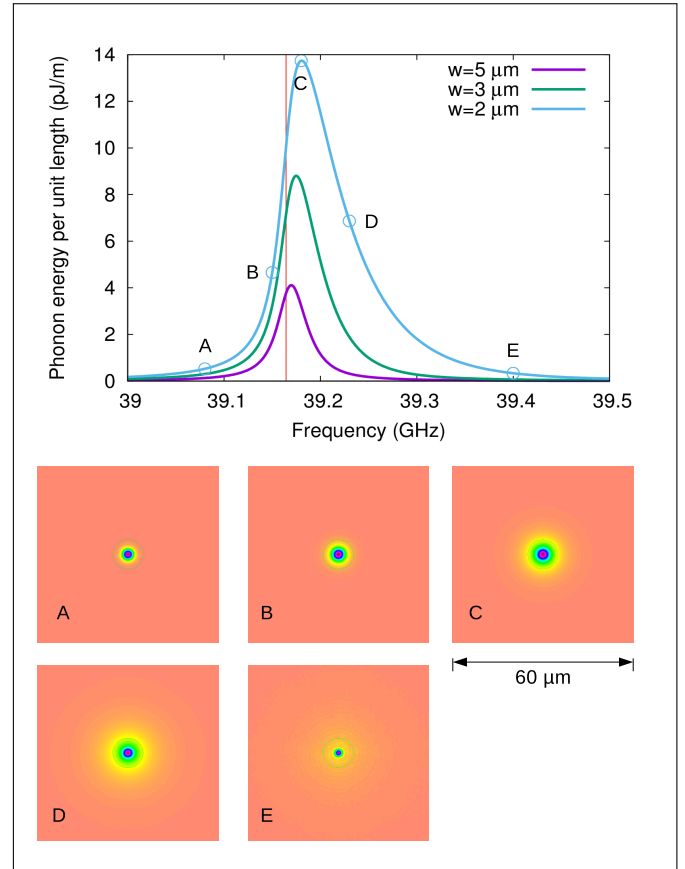 Phonon energy per unit length (pJ/m)
14
12
10
8
6
4
2
0
w=5 μm
w=3 μm
w=2 μm
A
B
C
D
E
39
39.1
39.2
39.3
39.4
39.5
Frequency (GHz)
A
B
C
60 μm
D
E